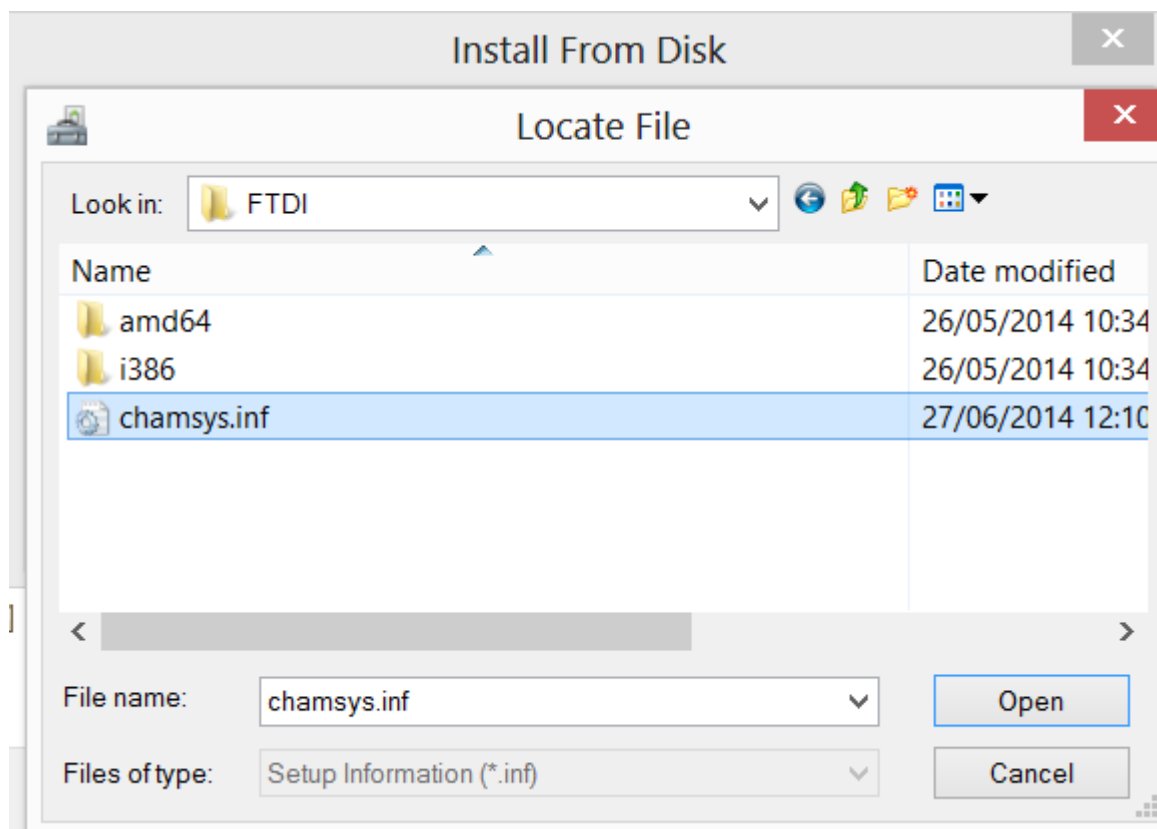 Install From Disk
Locate File
Look in: FTDI
Name Date modified
amd64 26/05/2014 10:34
i386 26/05/2014 10:34
chamsys.inf 27/06/2014 12:10
File name: chamsys.inf Open
Files of type: Setup Information (*.inf) Cancel